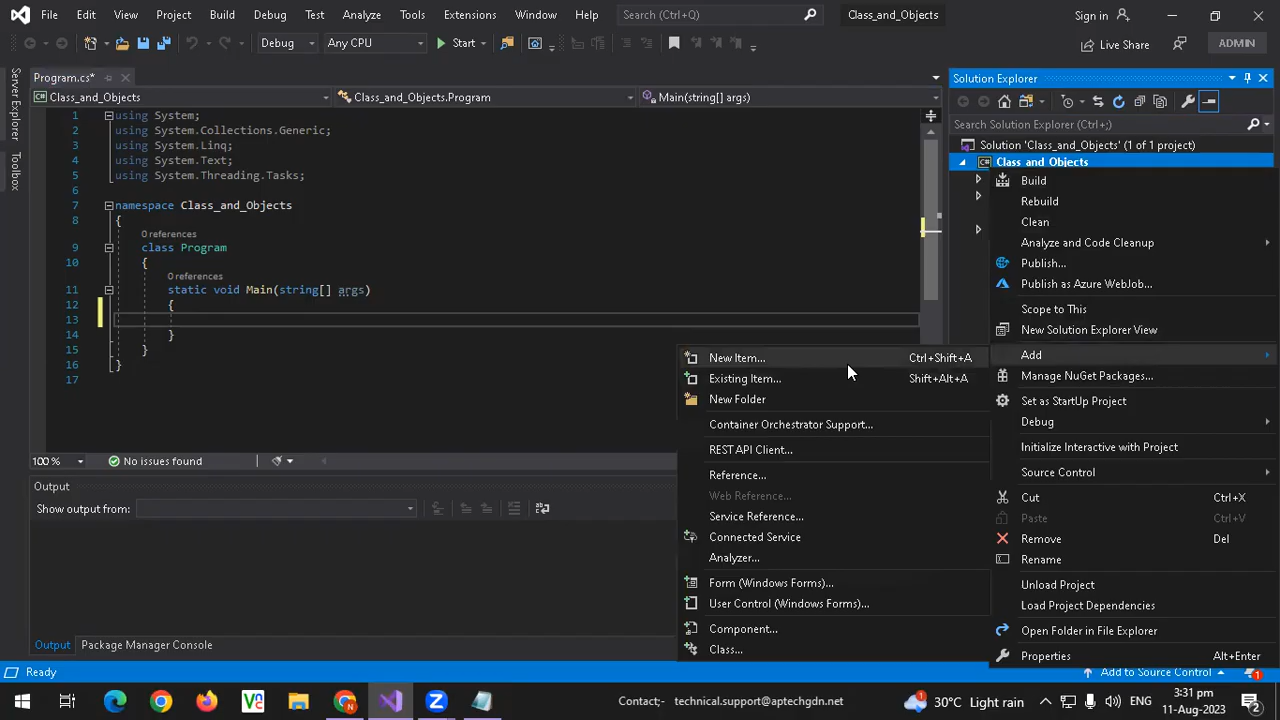 File Edit View Project Build Debug Test Analyze Tools Extensions Window Help Search (Ctrl+Q) Class_and_Objects Sign in
Debug Any CPU Start Live Share ADMIN
Server Explorer
Toolbox
Program.cs*
Class_and_Objects Class_and_Objects.Program Main(string[] args)
1 using System;
2 using System.Collections.Generic;
3 using System.Linq;
4 using System.Text;
5 using System.Threading.Tasks;
6
7 namespace Class_and_Objects
8 {
0 references
9 class Program
10 {
0 references
11 static void Main(string[] args)
12 {
13
14 }
15 }
16 }
17
100 % No issues found
Output
Show output from:
Output Package Manager Console
Solution Explorer
Search Solution Explorer (Ctrl+;)
Solution 'Class_and_Objects' (1 of 1 project)
Class and Objects
Build
Rebuild
Clean
Analyze and Code Cleanup
Publish...
Publish as Azure WebJob...
Scope to This
New Solution Explorer View
Add
Manage NuGet Packages...
Set as StartUp Project
Debug
Initialize Interactive with Project
Source Control
Cut Ctrl+X
Paste Ctrl+V
Remove Del
Rename
Unload Project
Load Project Dependencies
Open Folder in File Explorer
Properties Alt+Enter
New Item... Ctrl+Shift+A
Existing Item... Shift+Alt+A
New Folder
Container Orchestrator Support...
REST API Client...
Reference...
Web Reference...
Service Reference...
Connected Service
Analyzer...
Form (Windows Forms)...
User Control (Windows Forms)...
Component...
Class...
Ready Add to Source Control 1
Contact;- technical.support@aptechgdn.net 30°C Light rain ENG 3:31 pm
11-Aug-2023 2